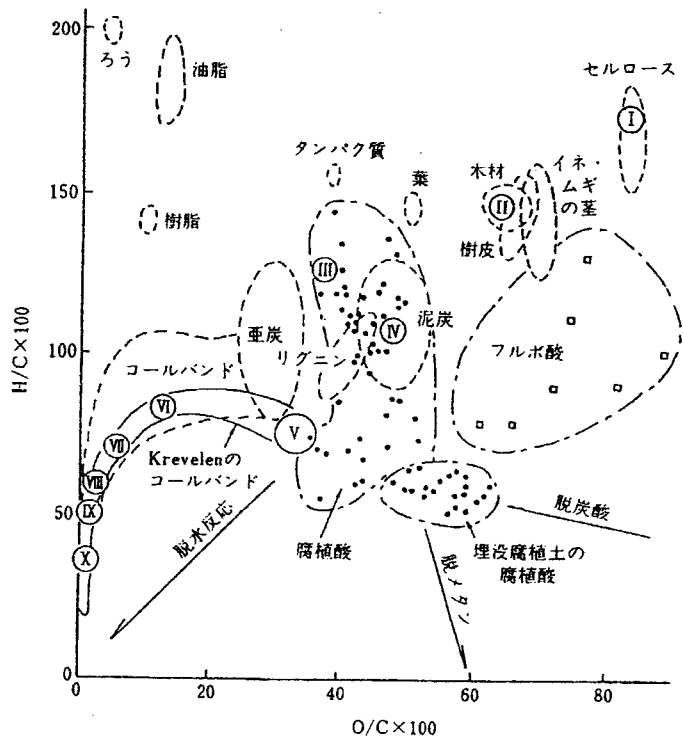 200
150
100
50
0
H/C×100
0
20
40
60
80
O/C×100
ろう
油脂
樹脂
タンパク質
葉
セルロース
I
木材
II
イネ・
ムギ
の茎
樹皮
III
IV
泥炭
亜炭
リグニン
フルボ酸
コールバンド
V
VI
VII
VIII
IX
X
Krevelenの
コールバンド
脱水反応
腐植酸
脱メタン
埋没腐植土の
腐植酸
脱炭酸